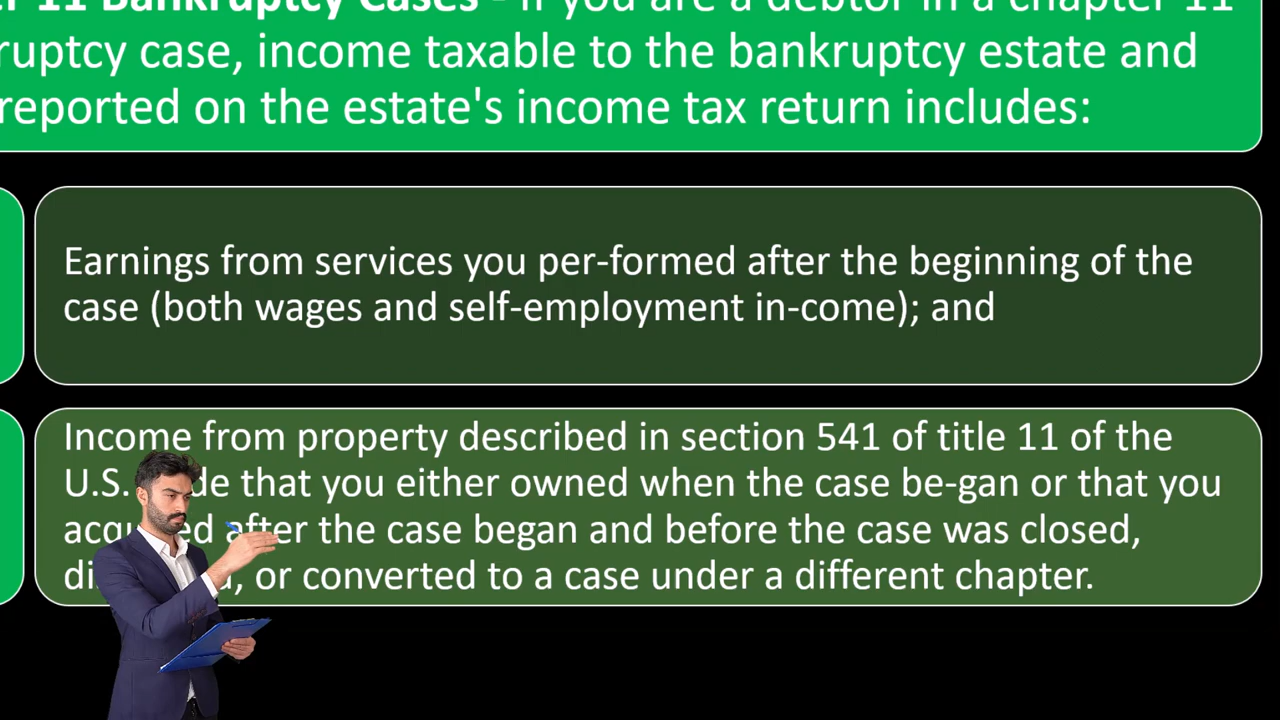 11 Bankruptcy Cases - If you are a debtor in a chapter 11
ruptcy case, income taxable to the bankruptcy estate and
reported on the estate's income tax return includes:
Earnings from services you per-formed after the beginning of the
case (both wages and self-employment in-come); and
Income from property described in section 541 of title 11 of the
U.S. de that you either owned when the case be-gan or that you
after the case began and before the case was closed,
or converted to a case under a different chapter.